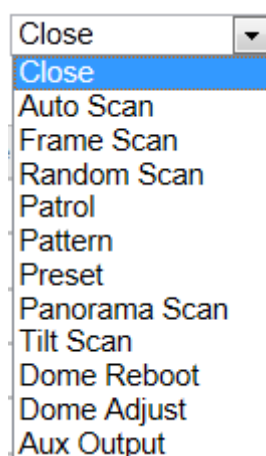 Close
Close
Auto Scan
Frame Scan
Random Scan
Patrol
Pattern
Preset
Panorama Scan
Tilt Scan
Dome Reboot
Dome Adjust
Aux Output